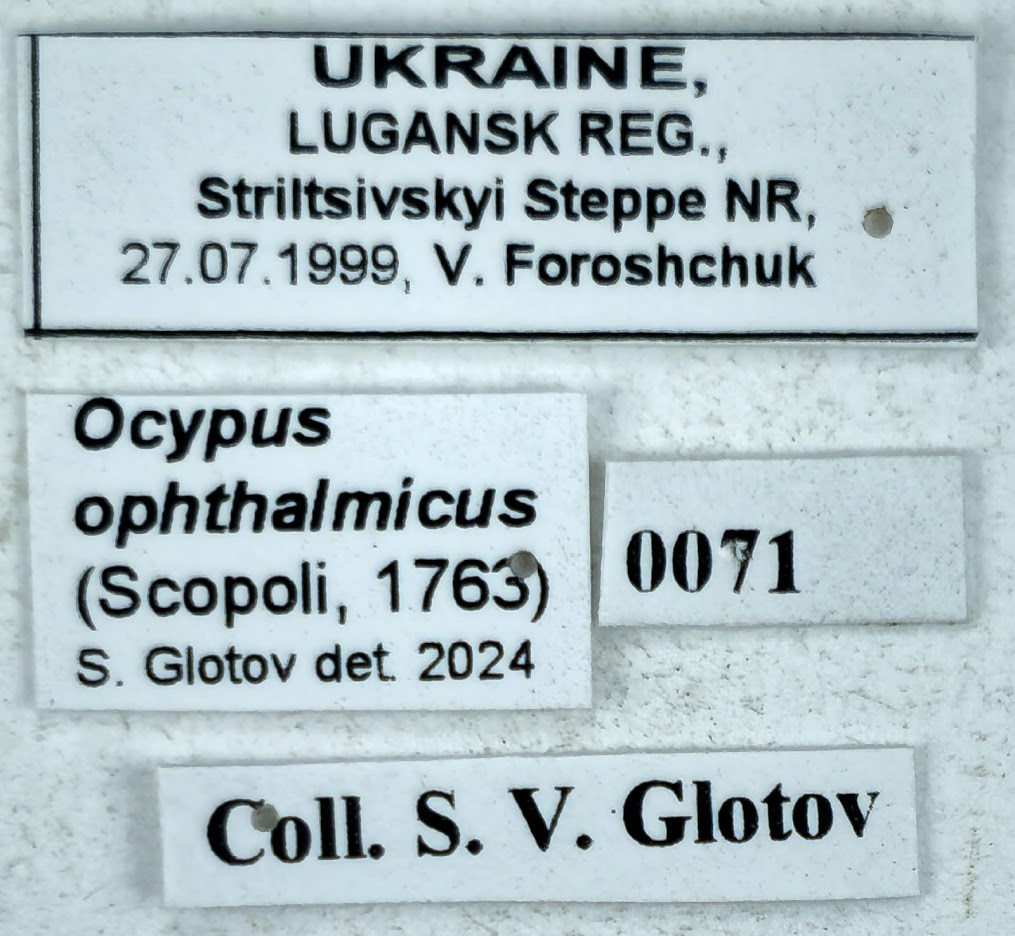 UKRAINE,
LUGANSK REG.,
Striltsivskyi Steppe NR,
27.07.1999, V. Foroshchuk
Ocypus
ophthalmicus
(Scopoli, 1763)
S. Glotov det. 2024
0071
Coll. S. V. Glotov